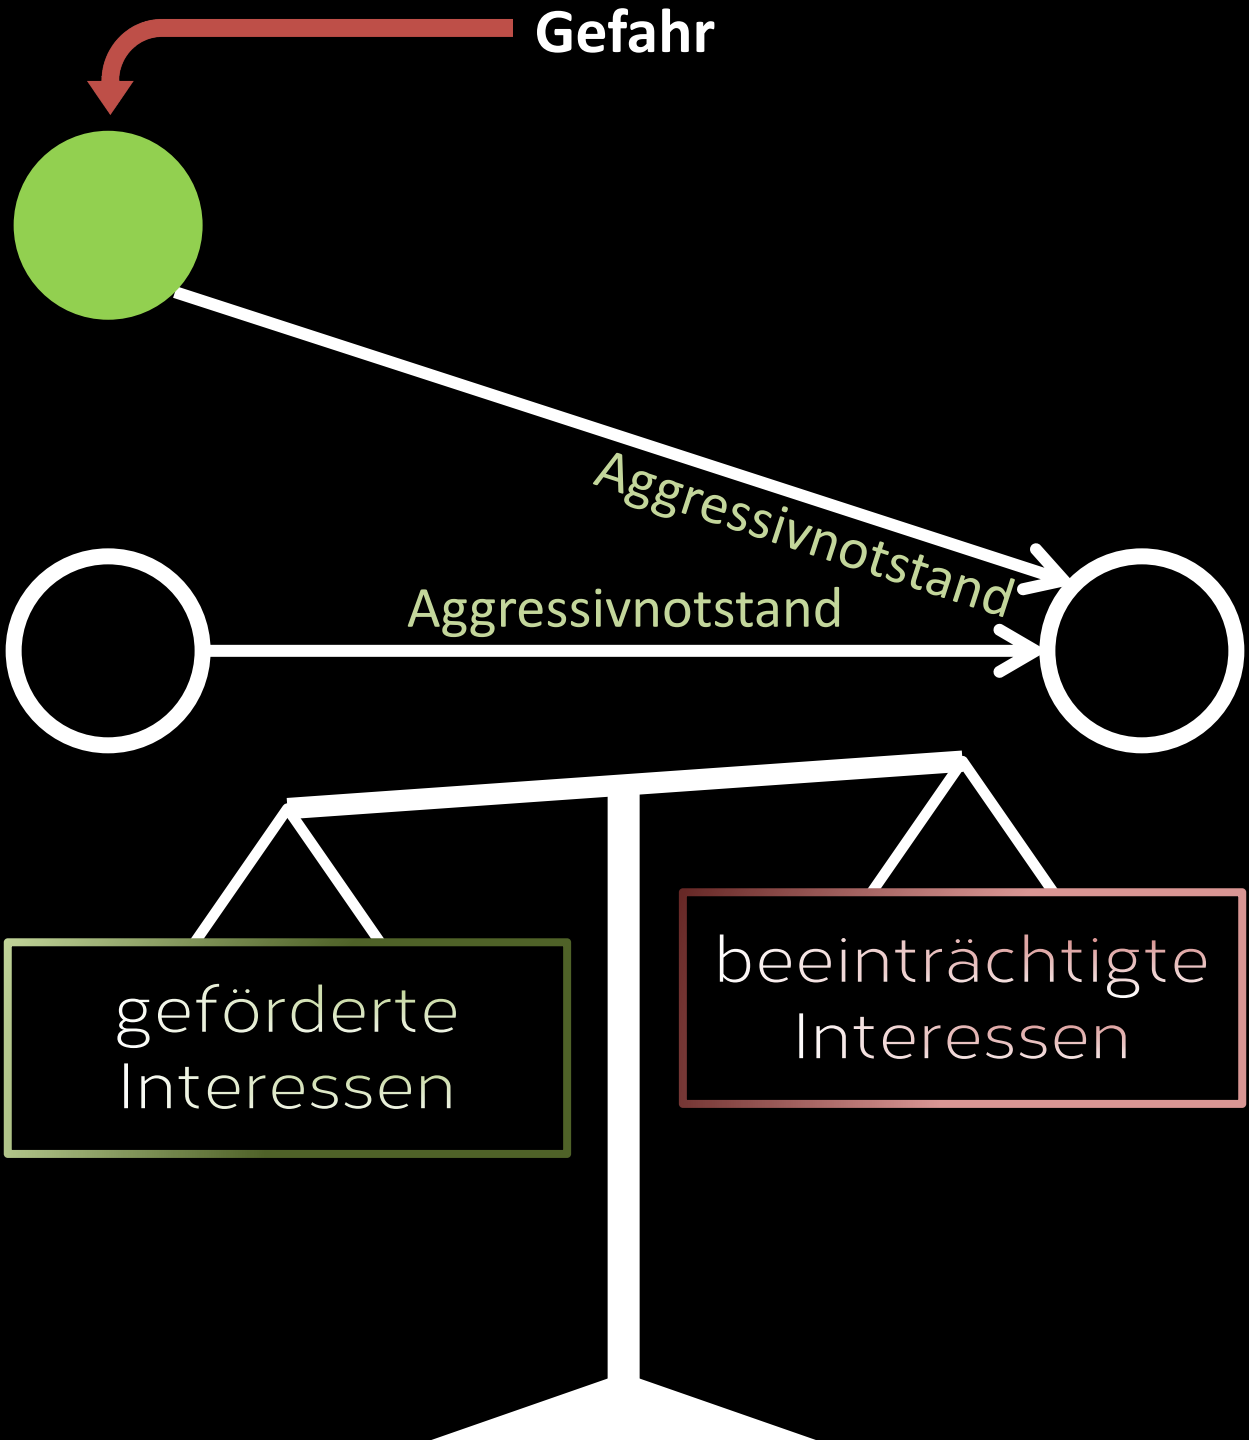 Gefahr
Aggressivnotstand
Aggressivnotstand
geförderte
Interessen
beeinträchtigte
Interessen